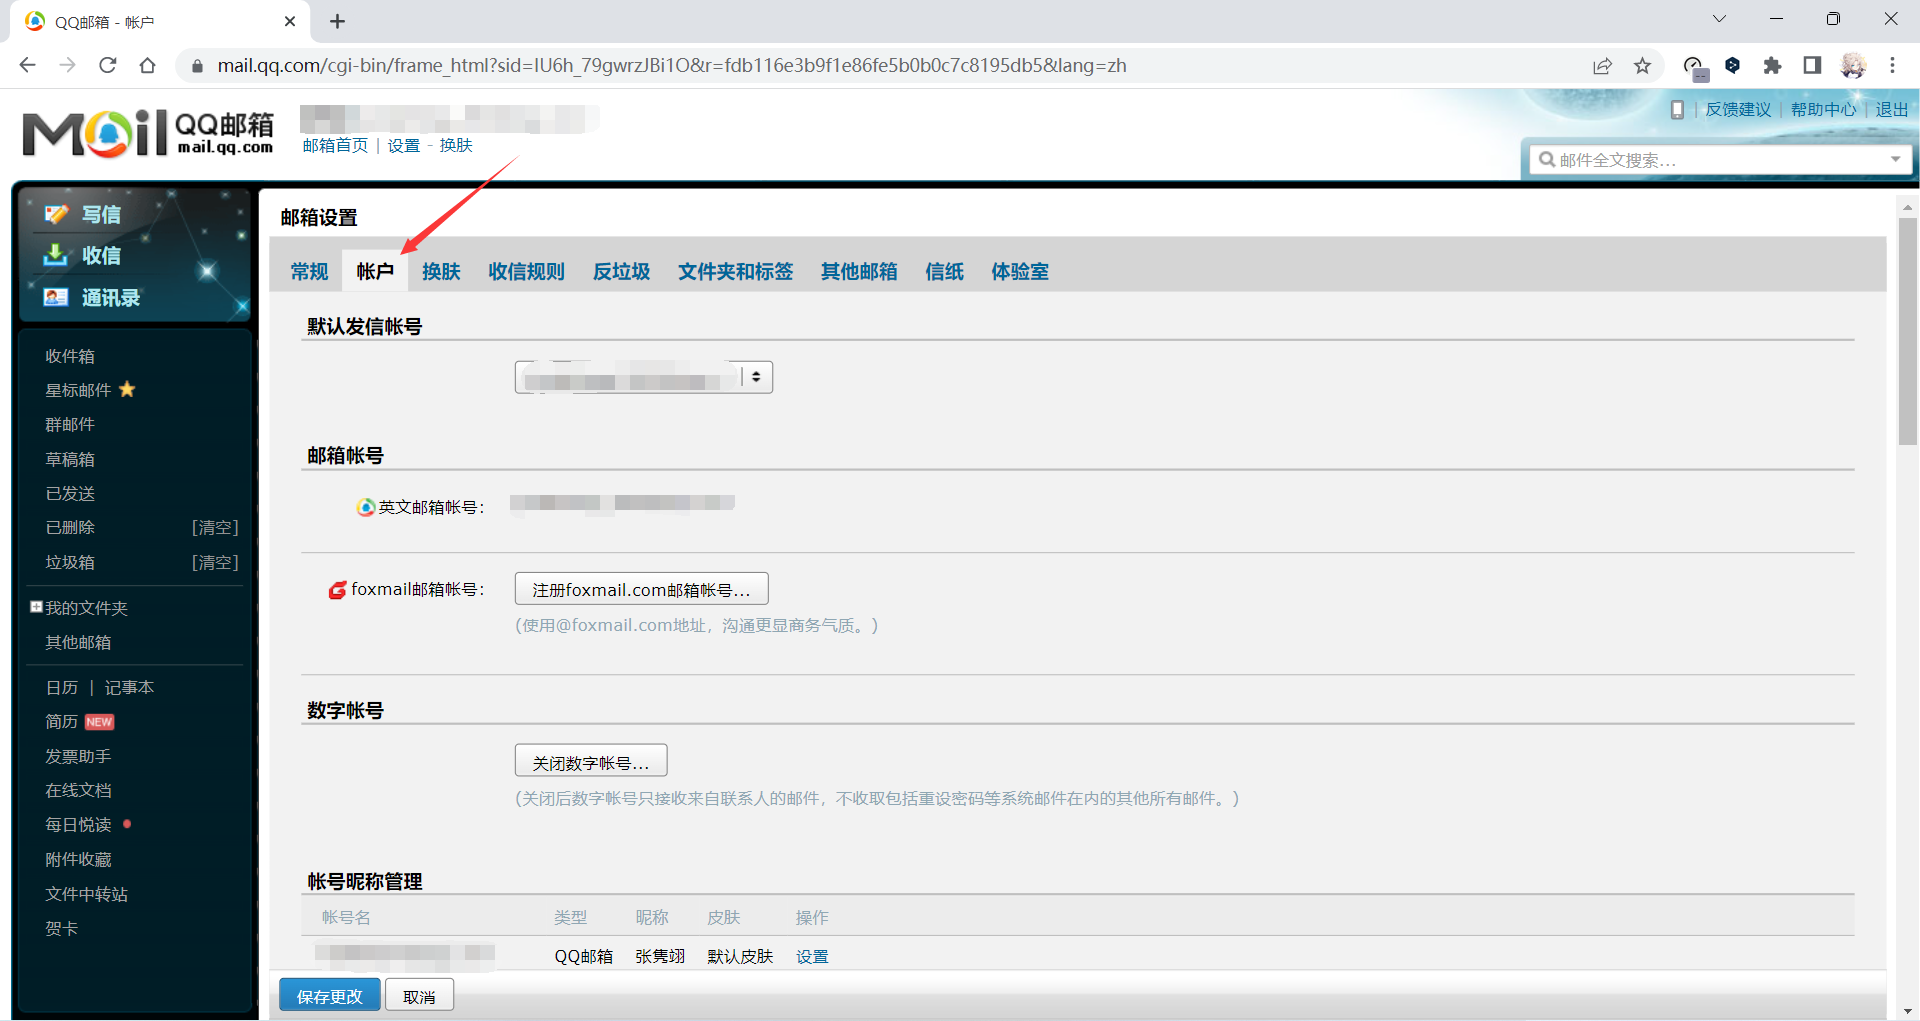 QQ邮箱 - 帐户
mail.qq.com/cgi-bin/frame_html?sid=IU6h_79gwrzJBi1O&r=fdb116e3b9f1e86fe5b0b0c7c8195db5&lang=zh
Mail QQ邮箱
mail.qq.com
邮箱首页 | 设置 - 换肤
反馈建议 | 帮助中心 | 退出
邮件全文搜索...
写信
收信
通讯录
收件箱
星标邮件
群邮件
草稿箱
已发送
已删除 [清空]
垃圾箱 [清空]
我的文件夹
其他邮箱
日历 | 记事本
简历 NEW
发票助手
在线文档
每日悦读
附件收藏
文件中转站
贺卡
邮箱设置
常规 帐户 换肤 收信规则 反垃圾 文件夹和标签 其他邮箱 信纸 体验室
默认发信帐号
邮箱帐号
英文邮箱帐号：
foxmail邮箱帐号： 注册foxmail.com邮箱帐号...
(使用@foxmail.com地址，沟通更显商务气质。)
数字帐号
关闭数字帐号...
(关闭后数字帐号只接收来自联系人的邮件，不收取包括重设密码等系统邮件在内的其他所有邮件。)
帐号昵称管理
帐号名 类型 昵称 皮肤 操作
QQ邮箱 张隽翊 默认皮肤 设置
保存更改 取消